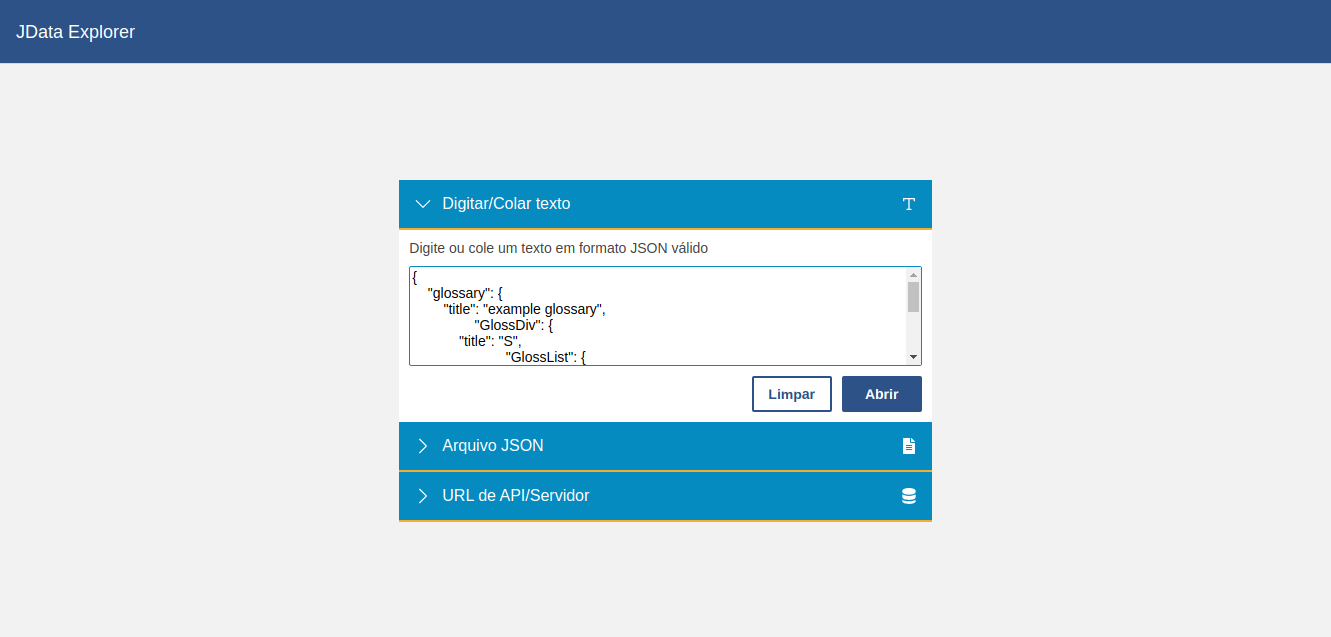 JData Explorer
Digitar/Colar texto
Digite ou cole um texto em formato JSON válido
{
    "glossary": {
        "title": "example glossary",
                "GlossDiv": {
            "title": "S",
                        "GlossList": {
Limpar
Abrir
Arquivo JSON
URL de API/Servidor